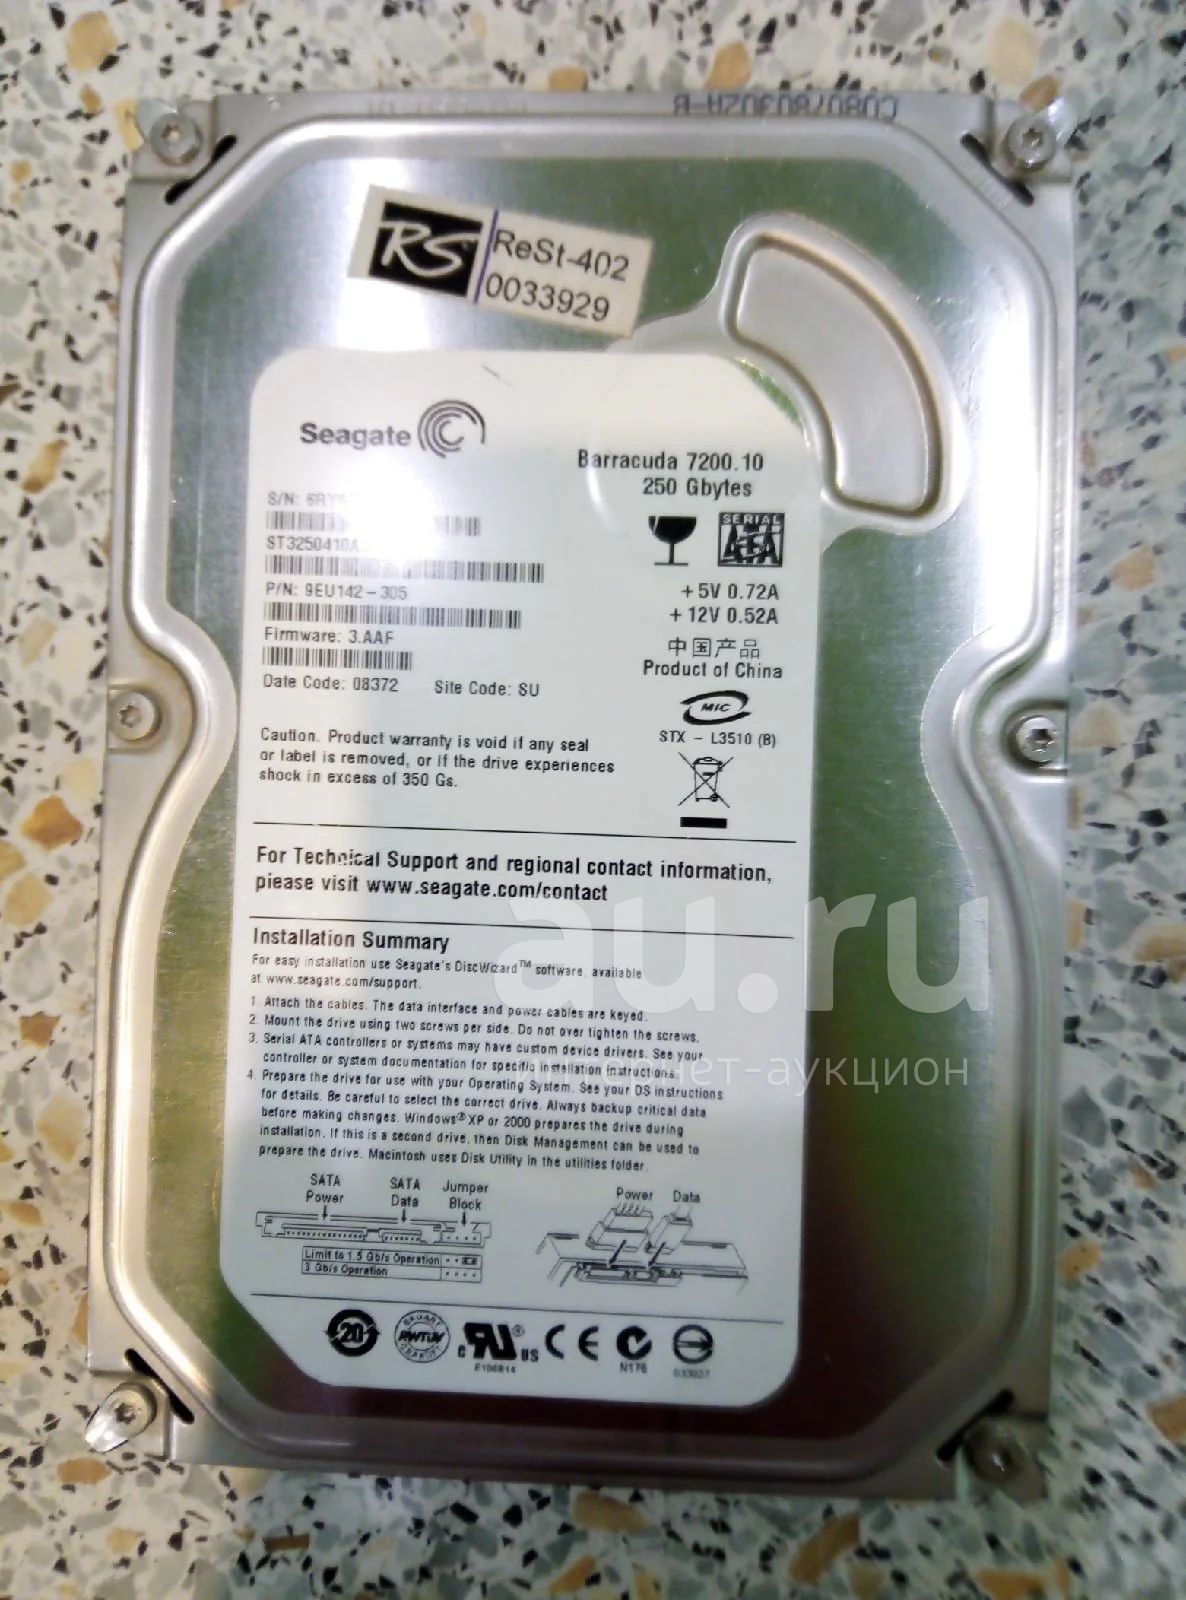 RS
ReSt-402
0033929
Seagate
Barracuda 7200.10
250 Gbytes
S/N: 6RY
ST3250410A
P/N: 9EU142-305
Firmware: 3.AAF
Date Code: 08372 Site Code: SU
SERIAL
ATA
+5V 0.72A
+12V 0.52A
中国产品
Product of China
MIC
STX - L3510 (B)
Caution. Product warranty is void if any seal
or label is removed, or if the drive experiences
shock in excess of 350 Gs.
For Technical Support and regional contact information,
please visit www.seagate.com/contact
Installation Summary
For easy installation use Seagate's DiscWizard™ software, available
at www.seagate.com/support.
1. Attach the cables. The data interface and power cables are keyed.
2. Mount the drive using two screws per side. Do not over tighten the screws.
3. Serial ATA controllers or systems may have custom device drivers. See your
controller or system documentation for specific installation instructions.
4. Prepare the drive for use with your Operating System. See your OS instructions
for details. Be careful to select the correct drive. Always backup critical data
before making changes. Windows® XP or 2000 prepares the drive during
installation. If this is a second drive, then Disk Management can be used to
prepare the drive. Macintosh uses Disk Utility in the utilities folder.
SATA Power
SATA Data
Jumper Block
Power Data
Limit to 1.5 Gb/s Operation
3 Gb/s Operation
20
RWTUV
c UL® US
E106814
CE
N176
au.ru
интернет-аукцион